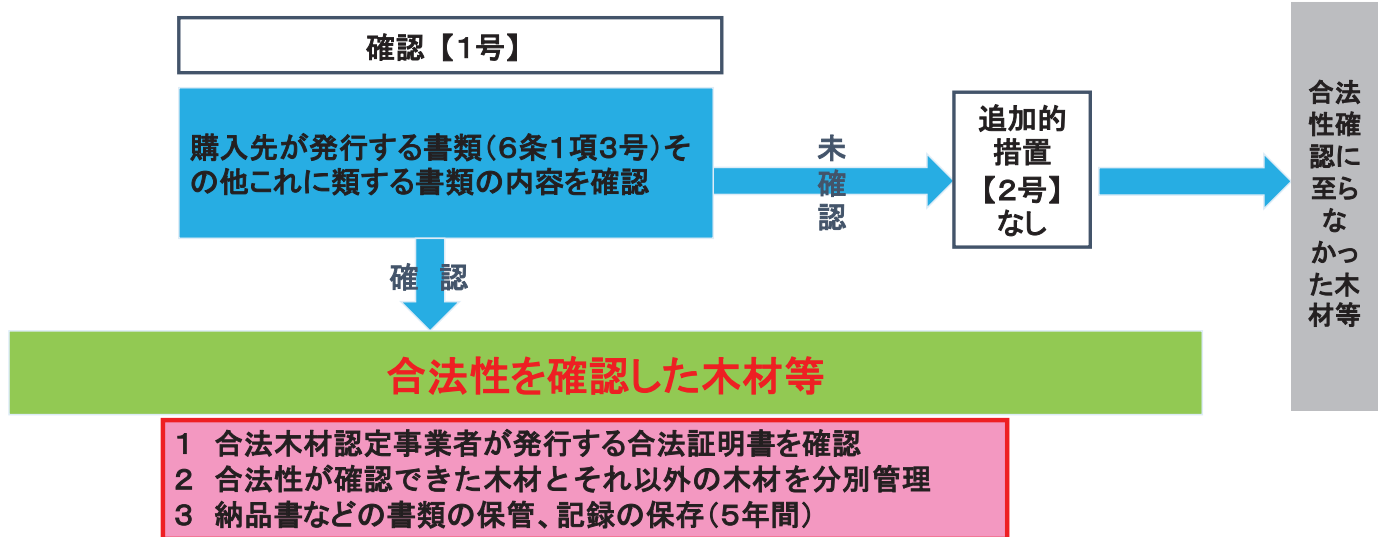 確認【1号】
購入先が発行する書類（６条１項３号）そ
の他これに類する書類の内容を確認
未
確
認
追加的
措置
【２号】
なし
合法
性確
認に
至ら
な
かっ
た木
材等
確 認
合法性を確認した木材等
１ 合法木材認定事業者が発行する合法証明書を確認
２ 合法性が確認できた木材とそれ以外の木材を分別管理
３ 納品書などの書類の保管、記録の保存（５年間）